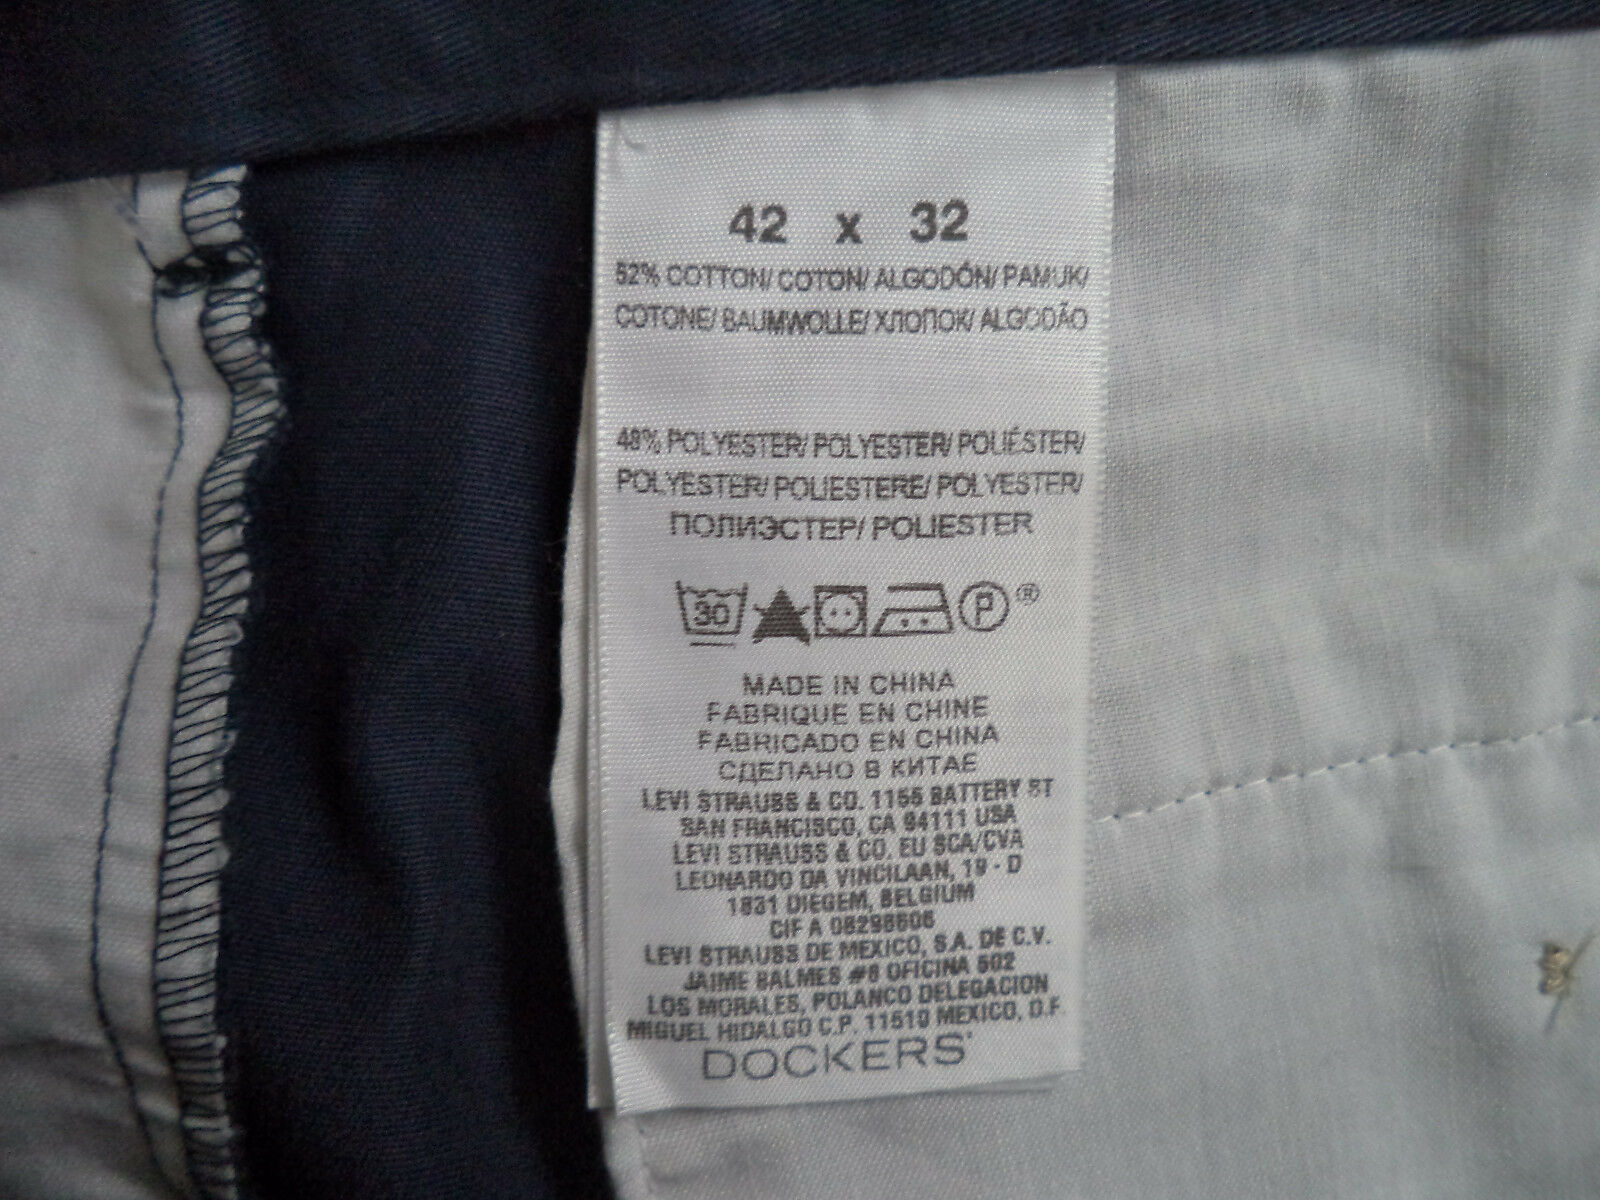 42 x 32
52% COTTON/ COTON/ ALGODÓN/ PAMUK/
COTONE/ BAUMWOLLE/ ХЛОПОК/ ALGODÃO
48% POLYESTER/ POLYESTER/ POLIÉSTER/
POLYESTER/ POLIESTERE/ POLYESTER/
ПОЛИЭСТЕР/ POLIESTER
30 P ®
MADE IN CHINA
FABRIQUE EN CHINE
FABRICADO EN CHINA
СДЕЛАНО В КИТАЕ
LEVI STRAUSS & CO. 1155 BATTERY ST
SAN FRANCISCO, CA 94111 USA
LEVI STRAUSS & CO. EU SCA/CVA
LEONARDO DA VINCILAAN, 19 - D
1831 DIEGEM, BELGIUM
CIF A 08298606
LEVI STRAUSS DE MEXICO, S.A. DE C.V.
JAIME BALMES #8 OFICINA 602
LOS MORALES, POLANCO DELEGACION
MIGUEL HIDALGO C.P. 11510 MEXICO, D.F.
DOCKERS